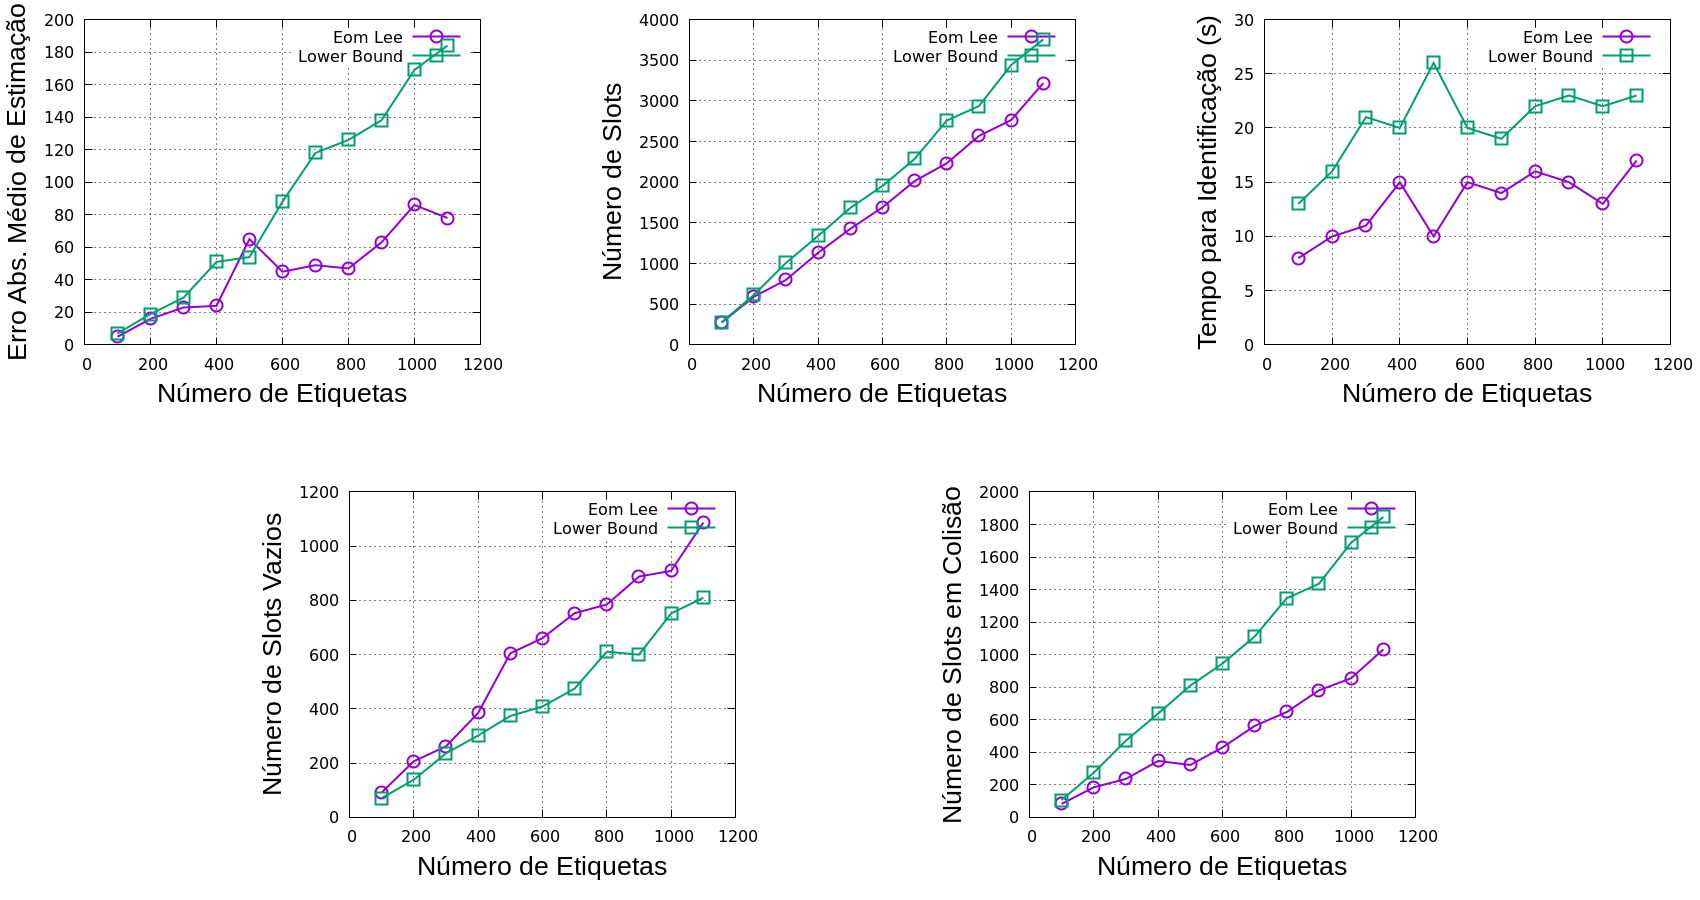 Erro Abs. Médio de Estimação
200
180
160
140
120
100
80
60
40
20
0
Eom Lee
Lower Bound
0 200 400 600 800 1000 1200
Número de Etiquetas
Número de Slots
4000
3500
3000
2500
2000
1500
1000
500
0
Eom Lee
Lower Bound
0 200 400 600 800 1000 1200
Número de Etiquetas
Tempo para Identificação (s)
30
25
20
15
10
5
0
Eom Lee
Lower Bound
0 200 400 600 800 1000 1200
Número de Etiquetas
Número de Slots Vazios
1200
1000
800
600
400
200
0
Eom Lee
Lower Bound
0 200 400 600 800 1000 1200
Número de Etiquetas
Número de Slots em Colisão
2000
1800
1600
1400
1200
1000
800
600
400
200
0
Eom Lee
Lower Bound
0 200 400 600 800 1000 1200
Número de Etiquetas